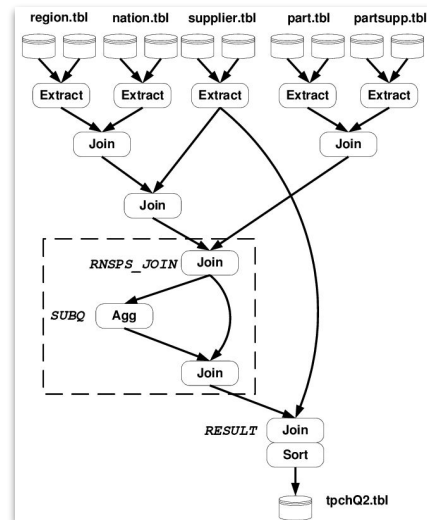 region.tbl nation.tbl supplier.tbl part.tbl partsupp.tbl
Extract Extract Extract Extract Extract
Join Join
Join
RNSPS_JOIN Join
SUBQ Agg
Join
RESULT Join
Sort
tpchQ2.tbl